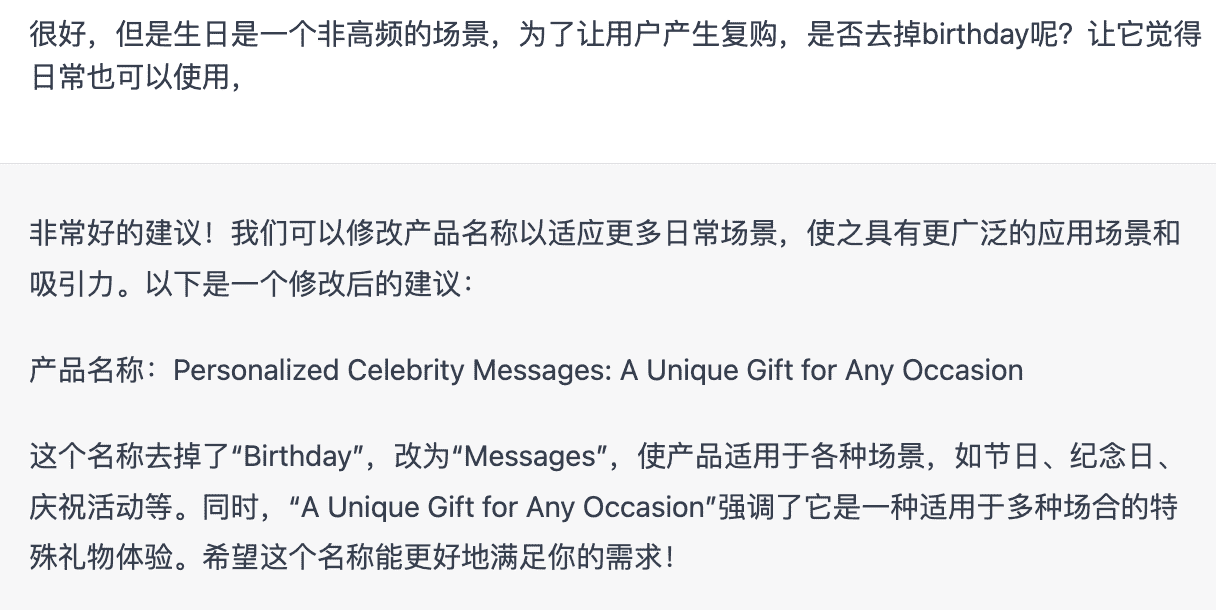 很好，但是生日是一个非高频的场景，为了让用户产生复购，是否去掉birthday呢？让它觉得
日常也可以使用，
非常好的建议！我们可以修改产品名称以适应更多日常场景，使之具有更广泛的应用场景和
吸引力。以下是一个修改后的建议：
产品名称：Personalized Celebrity Messages: A Unique Gift for Any Occasion
这个名称去掉了“Birthday”，改为“Messages”，使产品适用于各种场景，如节日、纪念日、
庆祝活动等。同时，“A Unique Gift for Any Occasion”强调了它是一种适用于多种场合的特
殊礼物体验。希望这个名称能更好地满足你的需求！